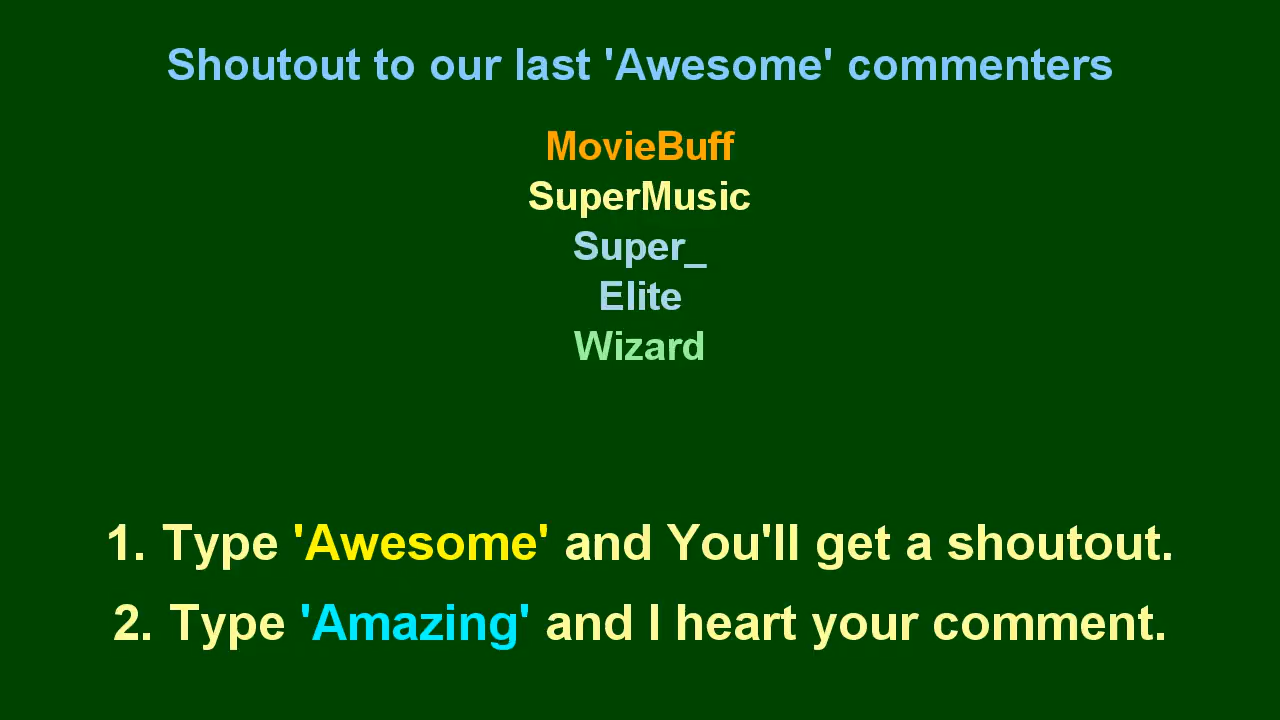 Shoutout to our last 'Awesome' commenters
MovieBuff
SuperMusic
Super_
Elite
Wizard
1. Type 'Awesome' and You'll get a shoutout.
2. Type 'Amazing' and I heart your comment.